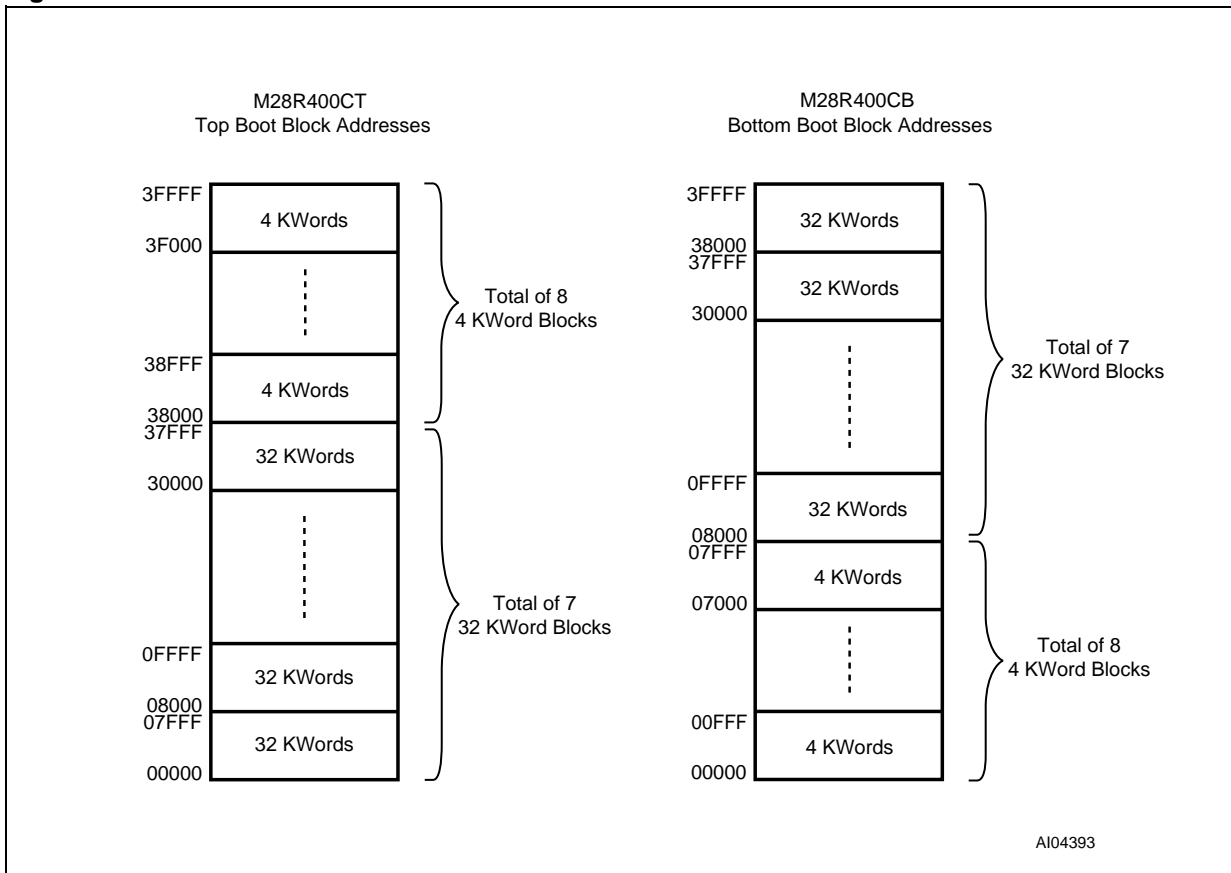 M28R400CT
Top Boot Block Addresses
3FFFF
4 KWords
3F000
Total of 8
4 KWord Blocks
38FFF
4 KWords
38000
37FFF
32 KWords
30000
Total of 7
32 KWord Blocks
0FFFF
32 KWords
08000
07FFF
32 KWords
00000
M28R400CB
Bottom Boot Block Addresses
3FFFF
32 KWords
38000
37FFF
32 KWords
30000
Total of 7
32 KWord Blocks
0FFFF
32 KWords
08000
07FFF
4 KWords
07000
Total of 8
4 KWord Blocks
00FFF
4 KWords
00000
AI04393